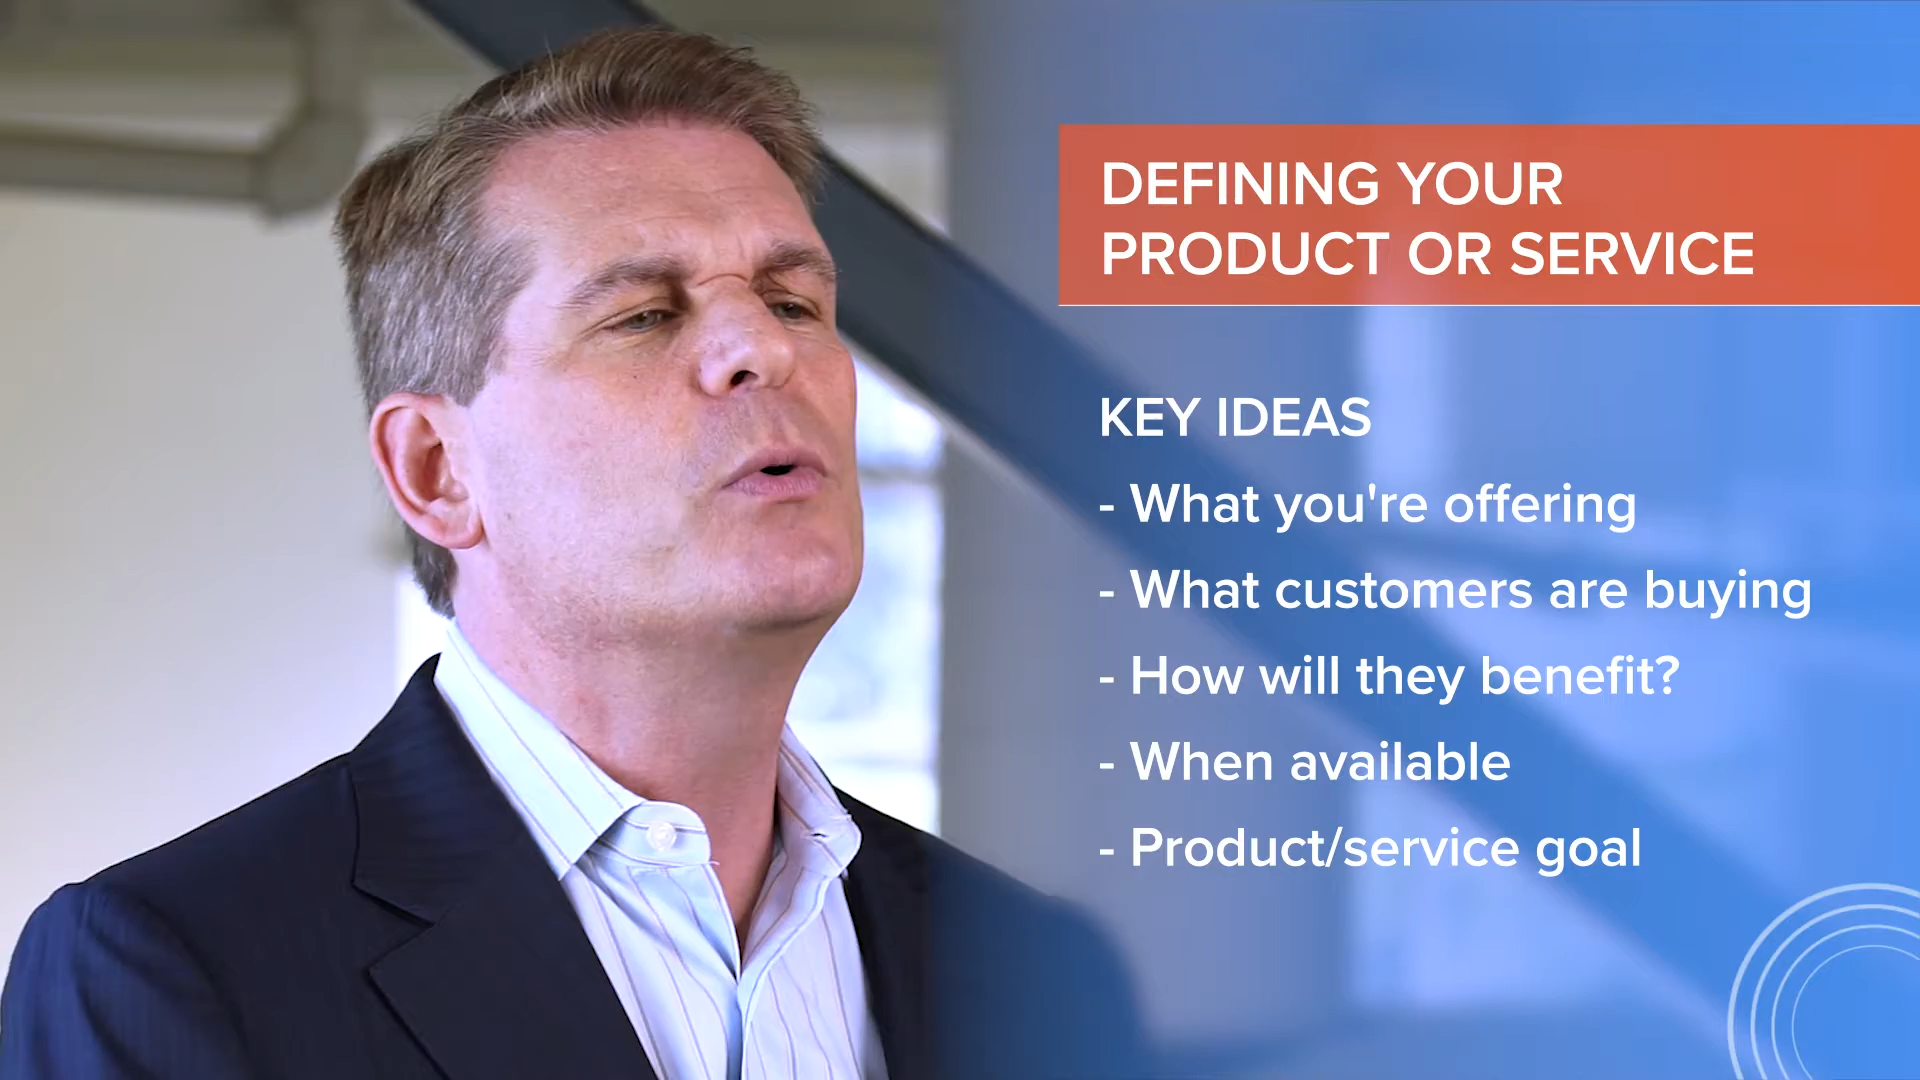 DEFINING YOUR
PRODUCT OR SERVICE
KEY IDEAS
- What you're offering
- What customers are buying
- How will they benefit?
- When available
- Product/service goal